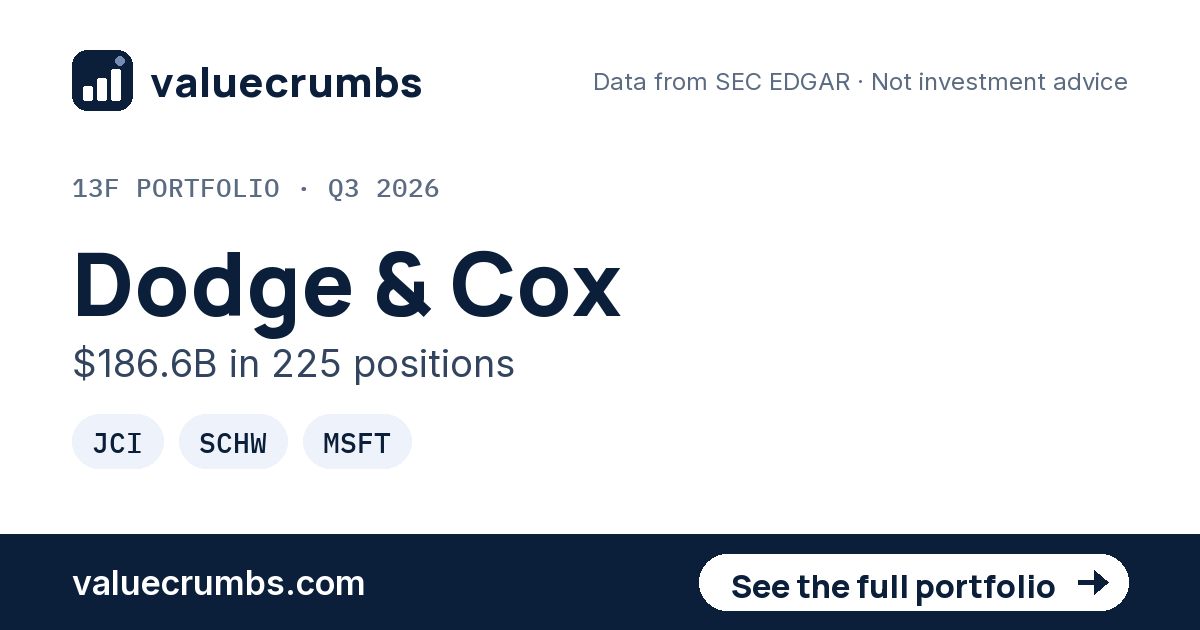 valuecrumbs
Data from SEC EDGAR · Not investment advice
13F PORTFOLIO · Q3 2026
Dodge & Cox
$186.6B in 225 positions
JCI SCHW MSFT
valuecrumbs.com
See the full portfolio →